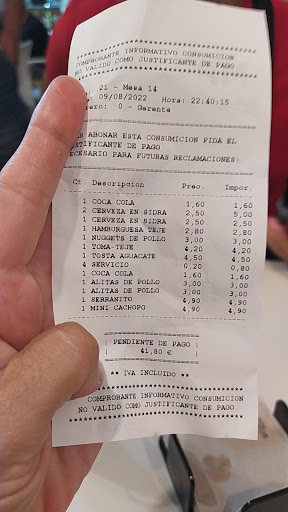 ************************************
COMPROBANTE INFORMATIVO CONSUMICION
NO VALIDO COMO JUSTIFICANTE DE PAGO
************************************
21 - Mesa 14
09/08/2022 Hora: 22:40:15
rero: 0 - Gerente
AS ABONAR ESTA CONSUMICION PIDA EL
STIFICANTE DE PAGO
ECESARIO PARA FUTURAS RECLAMACIONES
Ct. Descripcion Prec. Impor.
1 COCA COLA 1,60 1,60
2 CERVEZA EN SIDRA 2,50 5,00
1 CERVEZA EN SIDRA 2,50 2,50
1 HAMBURGUESA TEJE 2,80 2,80
1 NUGGETS DE POLLO 3,00 3,00
1 TOMA-TEJE 4,20 4,20
1 TOSTA AGUACATE 4,50 4,50
4 SERVICIO 0,20 0,80
1 COCA COLA 1,60 1,60
1 ALITAS DE POLLO 3,00 3,00
1 ALITAS DE POLLO 3,00 3,00
1 SERRANITO 4,90 4,90
1 MINI CACHOPO 4,90 4,90
PENDIENTE DE PAGO
41,80 €
** IVA INCLUIDO **
************************************
COMPROBANTE INFORMATIVO CONSUMICION
NO VALIDO COMO JUSTIFICANTE DE PAGO
************************************